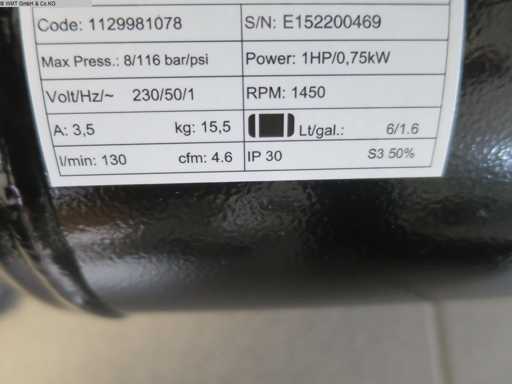 © WMT GmbH & Co.KG
Code: 1129981078 S/N: E152200469
Max Press.: 8/116 bar/psi Power: 1HP/0,75kW
Volt/Hz/~ 230/50/1 RPM: 1450
A: 3,5 kg: 15,5 Lt/gal.: 6/1.6
l/min: 130 cfm: 4.6 IP 30 S3 50%